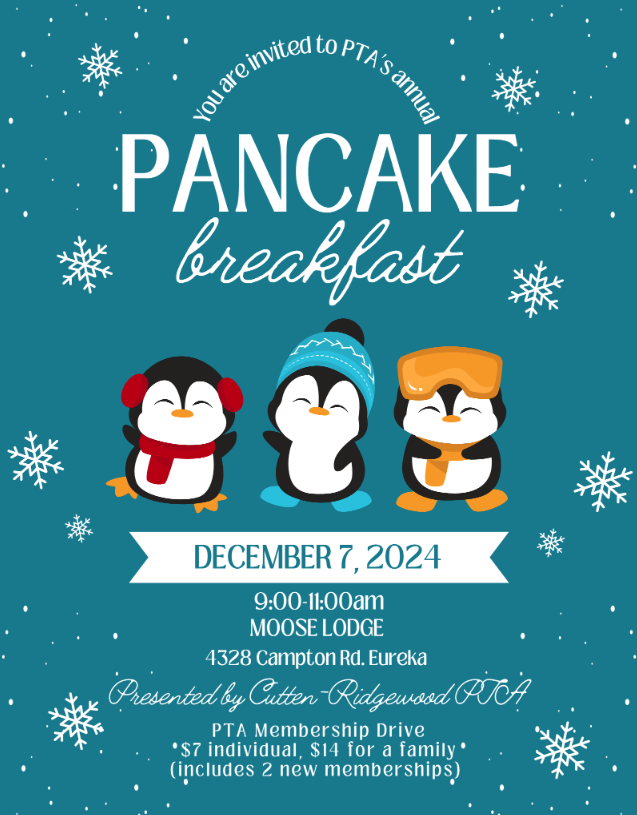 You are invited to PTA's annual
PANCAKE
breakfast
DECEMBER 7, 2024
9:00-11:00am
MOOSE LODGE
4328 Campton Rd. Eureka
Presented by Cutten-Ridgewood PTA
PTA Membership Drive
*$7 individual, $14 for a family*
(includes 2 new memberships)